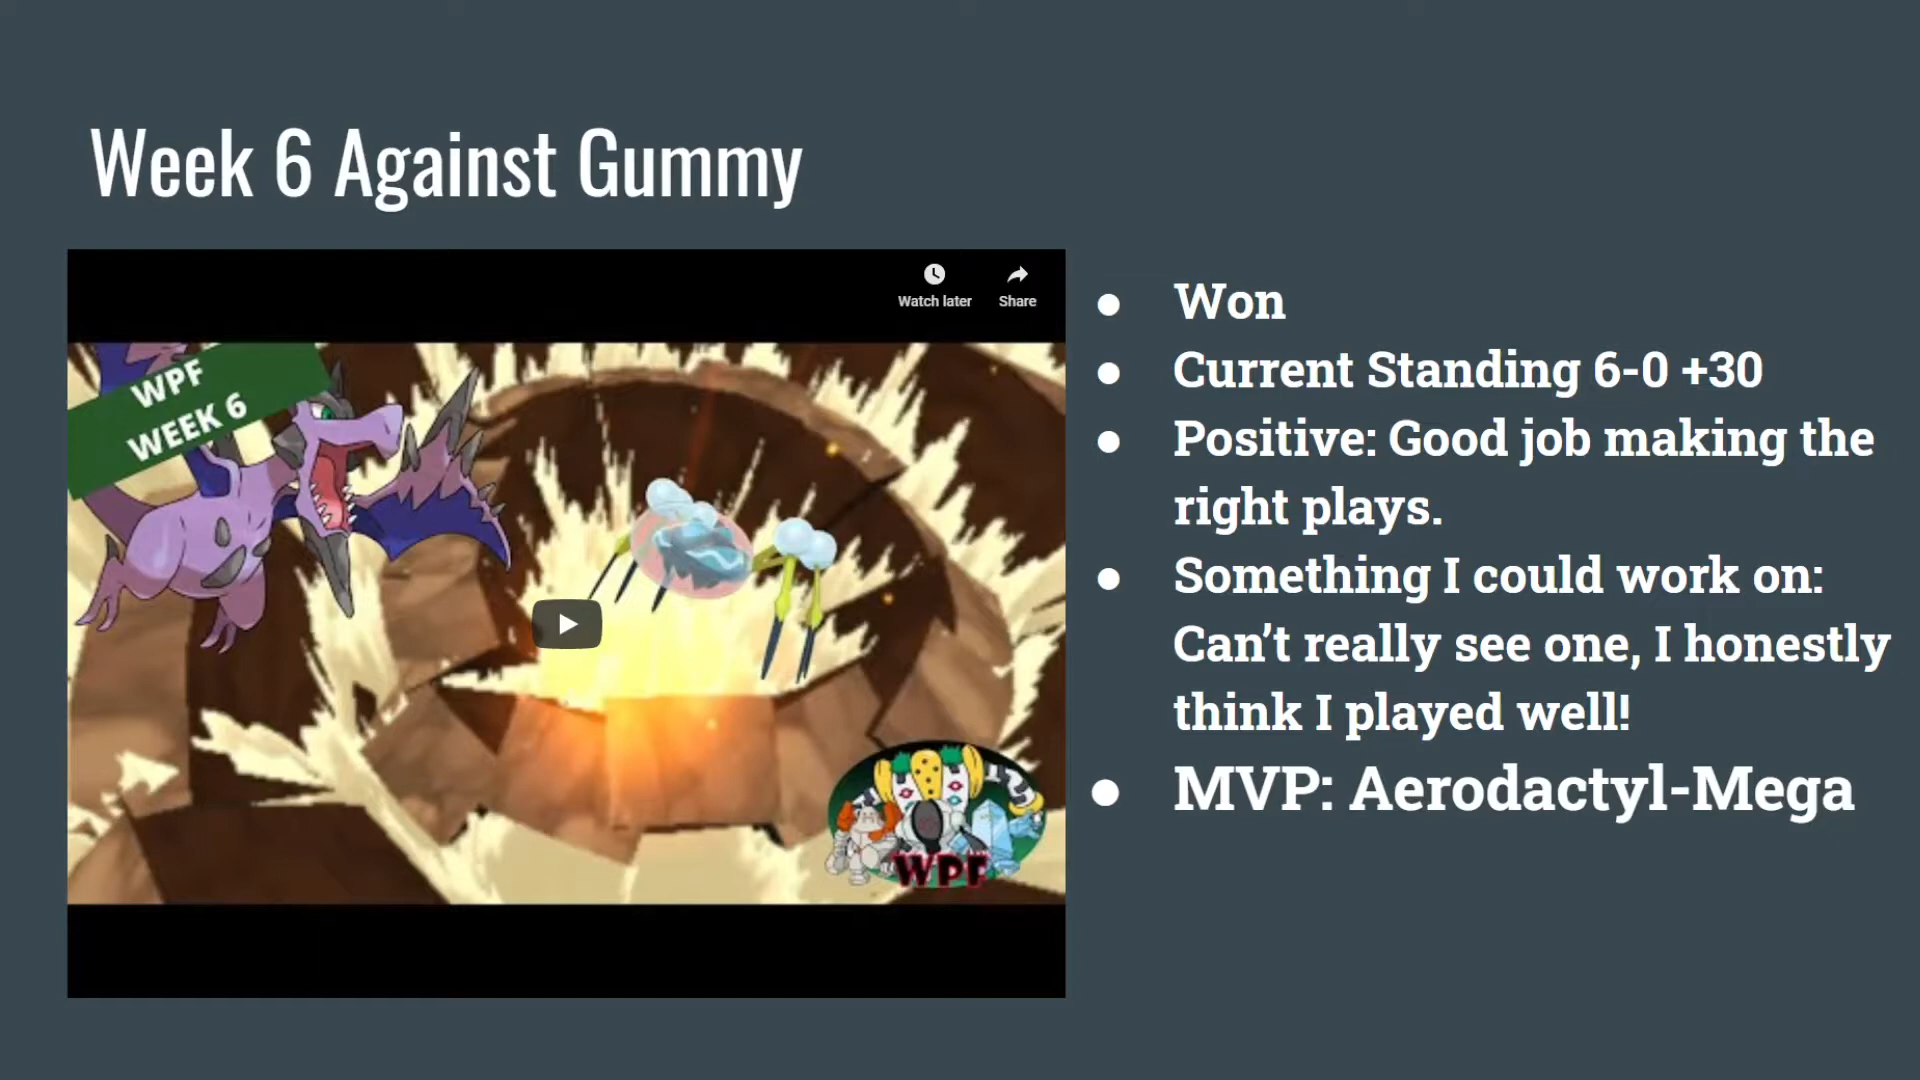 Week 6 Against Gummy
Watch later
Share
WPF
WEEK 6
WPF
● Won
● Current Standing 6-0 +30
● Positive: Good job making the
right plays.
● Something I could work on:
Can’t really see one, I honestly
think I played well!
● MVP: Aerodactyl-Mega